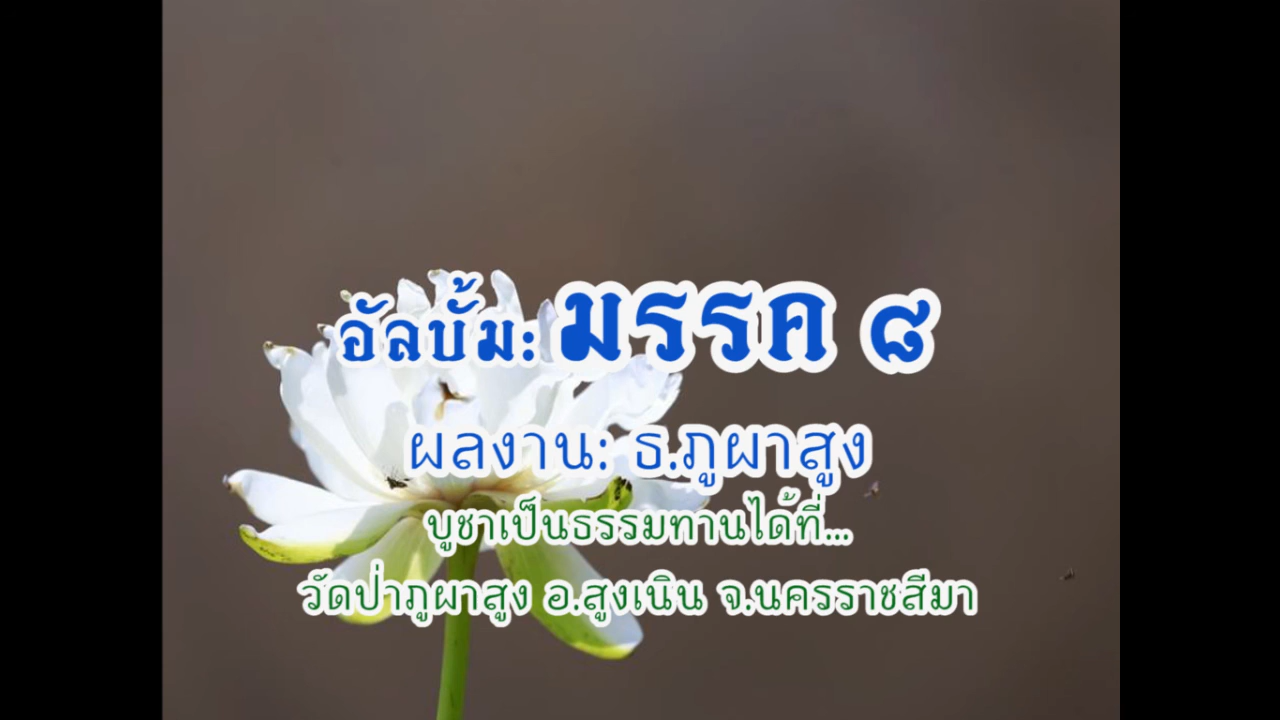 อัลบั้ม: มรรค ๘
ผลงาน: ธ.ภูผาสูง
บูชาเป็นธรรมทานได้ที่...
วัดป่าภูผาสูง อ.สูงเนิน จ.นครราชสีมา